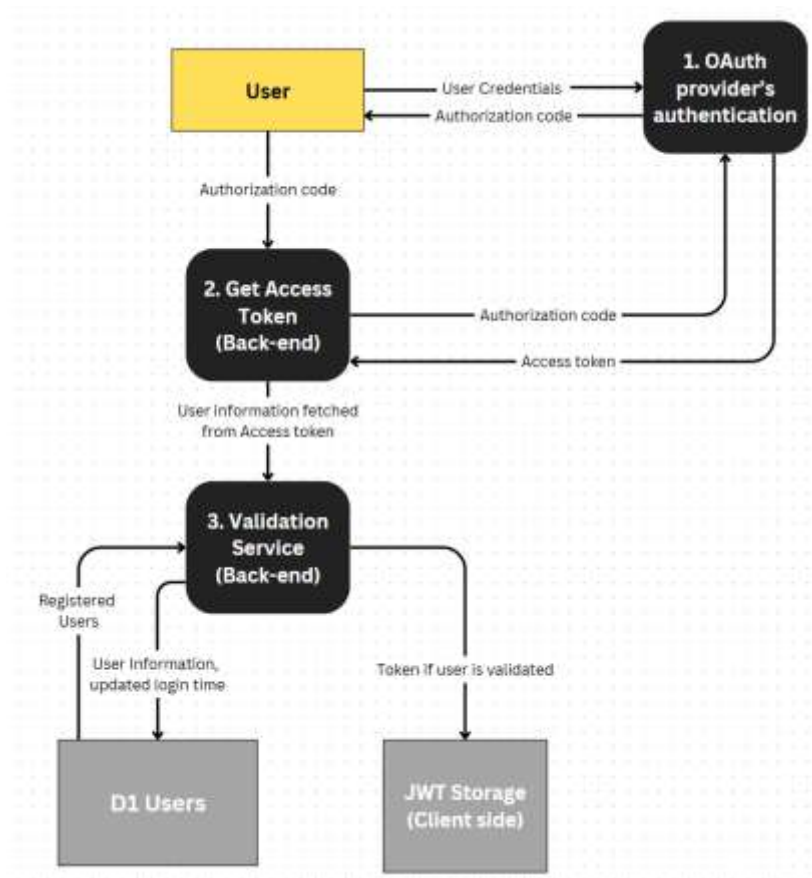 User
1. OAuth
provider's
authentication
User Credentials
Authorization code
Authorization code
2. Get Access
Token
(Back-end)
Authorization code
Access token
User Information fetched
from Access token
3. Validation
Service
(Back-end)
Registered
Users
User Information,
updated login time
Token if user is validated
D1 Users
JWT Storage
(Client side)